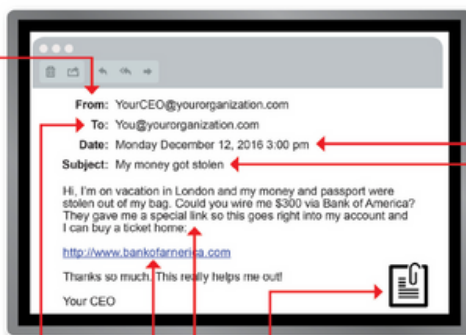 From: YourCEO@yourorganization.com
To: You@yourorganization.com
Date: Monday December 12, 2016 3:00 pm
Subject: My money got stolen
Hi, I'm on vacation in London and my money and passport were
stolen out of my bag. Could you wire me $300 via Bank of America?
They gave me a special link so this goes right into my account and
I can buy a ticket home:
http://www.bankofarnerica.com
Thanks so much. This really helps me out!
Your CEO